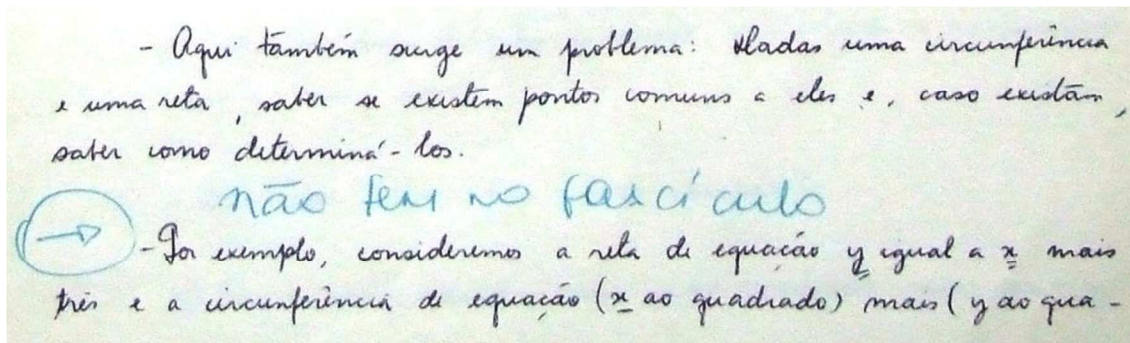 - Aqui também surge um problema: dadas uma circunferência
e uma reta, saber se existem pontos comuns a eles e, caso existam,
saber como determiná-los.
não tem no fascículo
- Por exemplo, consideremos a reta de equação y igual a x mais
três e a circunferência de equação (x ao quadrado) mais (y ao qua-